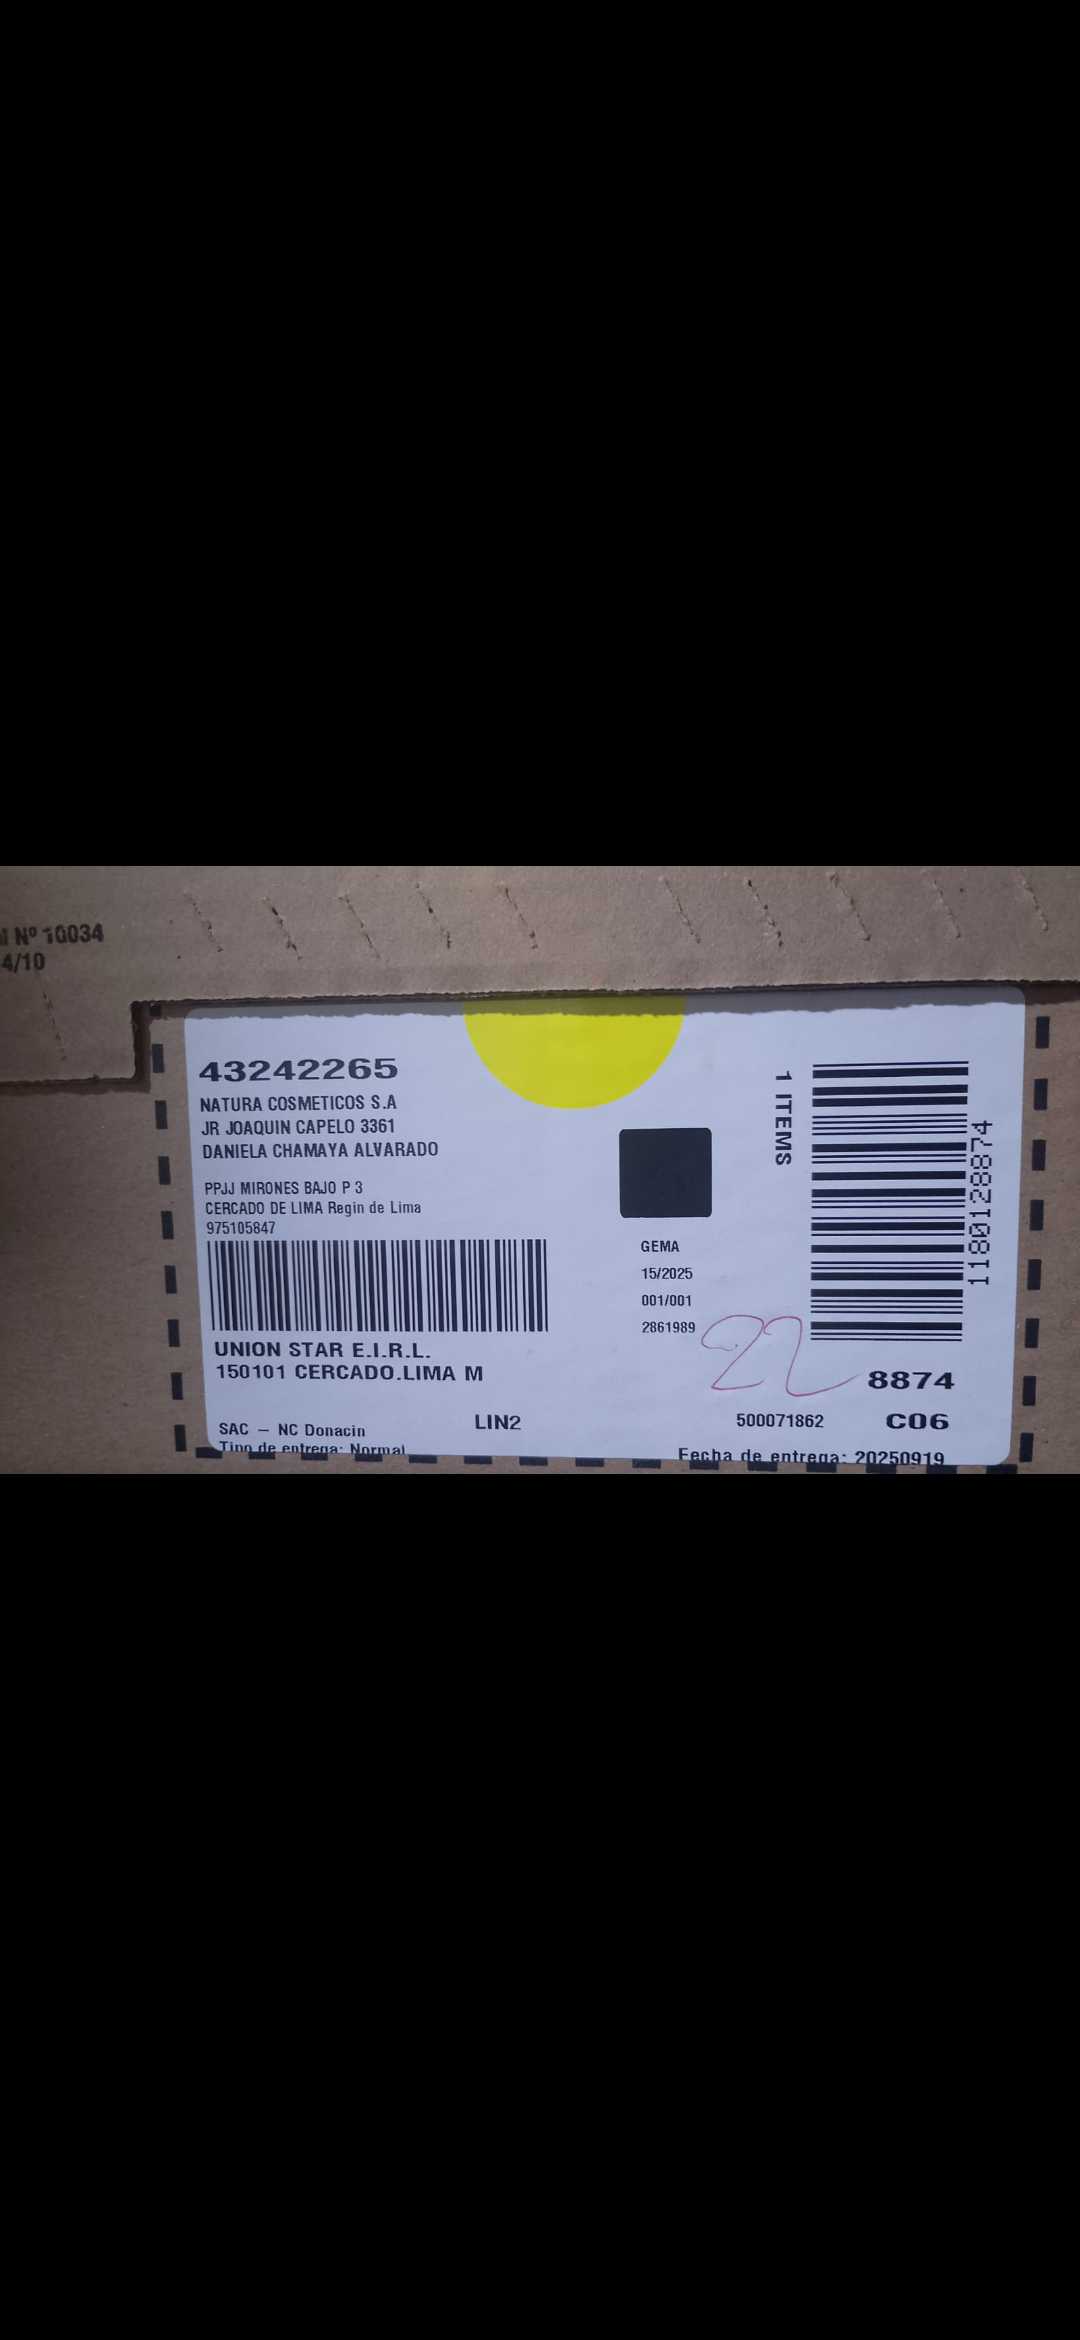 Nº 10034
4/10
43242265
NATURA COSMETICOS S.A
JR JOAQUIN CAPELO 3361
DANIELA CHAMAYA ALVARADO
PPJJ MIRONES BAJO P 3
CERCADO DE LIMA Regin de Lima
975105847
UNION STAR E.I.R.L.
150101 CERCADO.LIMA M
SAC – NC Donacin
Tipo de entrega: Normal
LIN2
GEMA
15/2025
001/001
2861989
22
1 ITEMS
1180128874
8874
500071862
C06
Fecha de entrega: 20250919